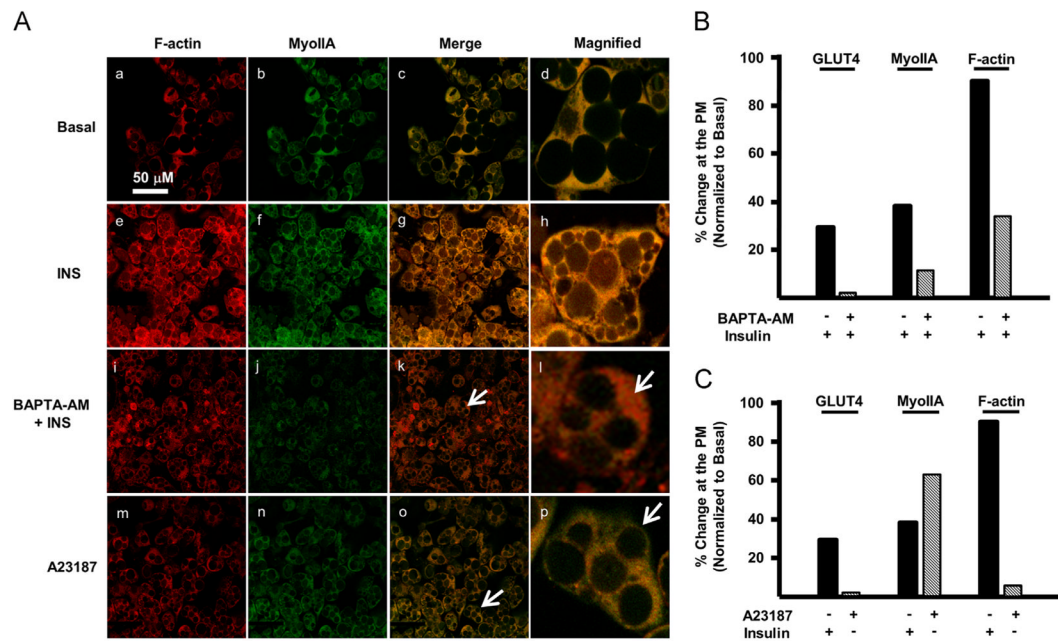 A
F-actin MyoIIA Merge Magnified
Basal
a b c d
50 μM
INS
e f g h
BAPTA-AM
+ INS
i j k l
A23187
m n o p
B
% Change at the PM
(Normalized to Basal)
100
80
60
40
20
GLUT4 MyoIIA F-actin
BAPTA-AM - + - + - +
Insulin + + + + + +
C
% Change at the PM
(Normalized to Basal)
100
80
60
40
20
GLUT4 MyoIIA F-actin
A23187 - + - + - +
Insulin + - + - + -